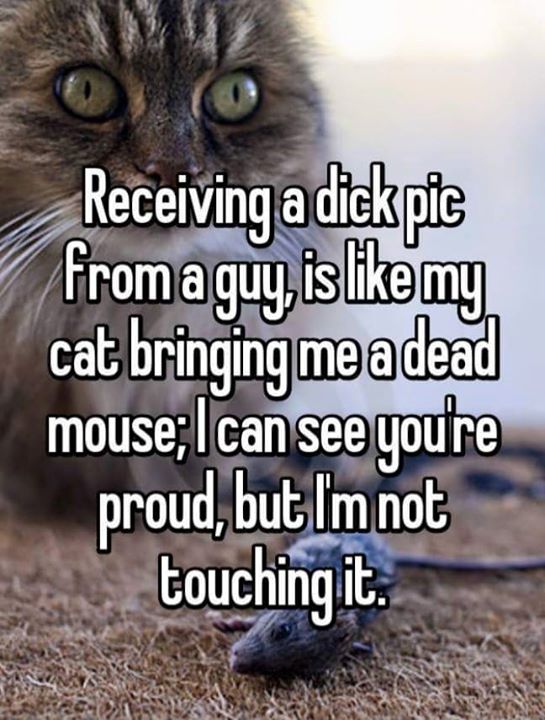 Receiving a dick pic
from a guy, is like my
cat bringing me a dead
mouse; I can see you're
proud, but I'm not
touching it.